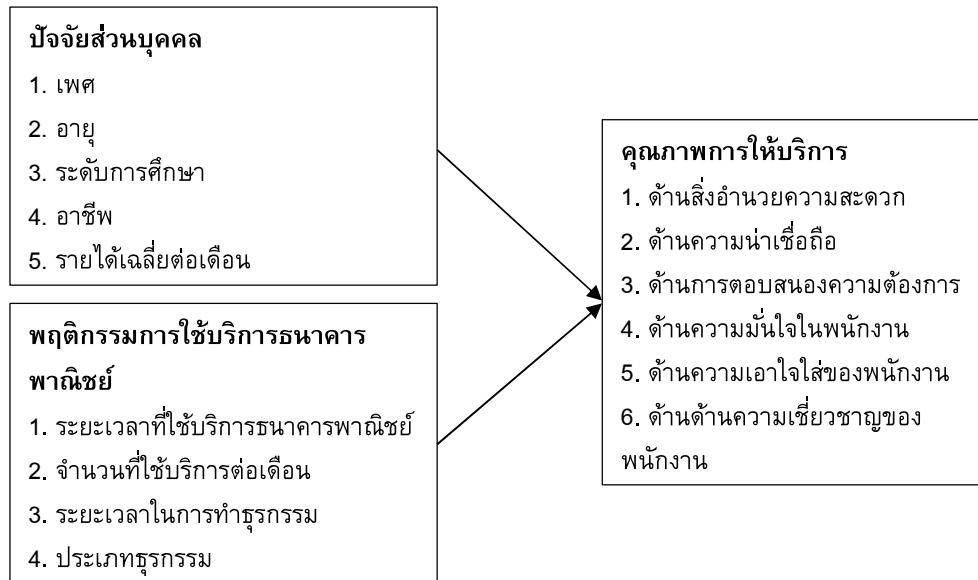 ปัจจัยส่วนบุคคล
1. เพศ
2. อายุ
3. ระดับการศึกษา
4. อาชีพ
5. รายได้เฉลี่ยต่อเดือน
พฤติกรรมการใช้บริการธนาคาร
พาณิชย์
1. ระยะเวลาที่ใช้บริการธนาคารพาณิชย์
2. จำนวนที่ใช้บริการต่อเดือน
3. ระยะเวลาในการทำธุรกรรม
4. ประเภทธุรกรรม
คุณภาพการให้บริการ
1. ด้านสิ่งอำนวยความสะดวก
2. ด้านความน่าเชื่อถือ
3. ด้านการตอบสนองความต้องการ
4. ด้านความมั่นใจในพนักงาน
5. ด้านความเอาใจใส่ของพนักงาน
6. ด้านด้านความเชี่ยวชาญของ
พนักงาน